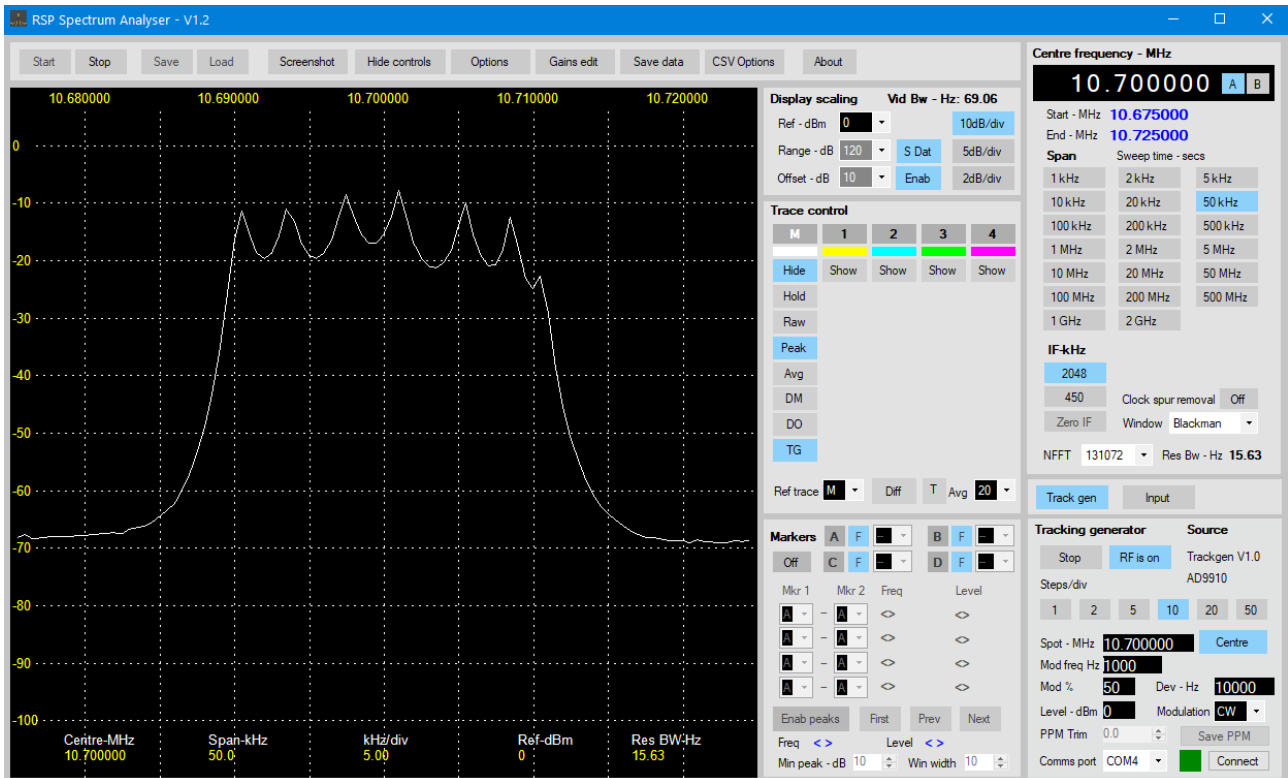 RSP Spectrum Analyser - V1.2
Start Stop Save Load Screenshot Hide controls Options Gains edit Save data CSV Options About
10.680000 10.690000 10.700000 10.710000 10.720000
0
-10
-20
-30
-40
-50
-60
-70
-80
-90
-100
Centre-MHz Span-kHz kHz/div Ref-dBm Res BW-Hz
10.700000 50.0 5.00 0 15.63
Display scaling Vid Bw - Hz: 69.06
Ref - dBm 0 10dB/div
Range - dB 120 S Dat 5dB/div
Offset - dB 10 Enab 2dB/div
Trace control
M 1 2 3 4
Hide Show Show Show Show
Hold
Raw
Peak
Avg
DM
DO
TG
Ref trace M Diff T Avg 20
Markers A F – B F –
Off C F – D F –
Mkr 1 Mkr 2 Freq Level
A – A <> <>
A – A <> <>
A – A <> <>
A – A <> <>
Enab peaks First Prev Next
Freq < > Level < >
Min peak - dB 10 Win width 10
Centre frequency - MHz
10.700000 A B
Start - MHz 10.675000
End - MHz 10.725000
Span Sweep time - secs
1 kHz 2 kHz 5 kHz
10 kHz 20 kHz 50 kHz
100 kHz 200 kHz 500 kHz
1 MHz 2 MHz 5 MHz
10 MHz 20 MHz 50 MHz
100 MHz 200 MHz 500 MHz
1 GHz 2 GHz
IF-kHz
2048
450 Clock spur removal Off
Zero IF Window Blackman
NFFT 131072 Res Bw - Hz 15.63
Track gen Input
Tracking generator Source
Stop RF is on Trackgen V1.0
AD9910
Steps/div
1 2 5 10 20 50
Spot - MHz 10.700000 Centre
Mod freq Hz 1000
Mod % 50 Dev - Hz 10000
Level - dBm 0 Modulation CW
PPM Trim 0.0 Save PPM
Comms port COM4 Connect